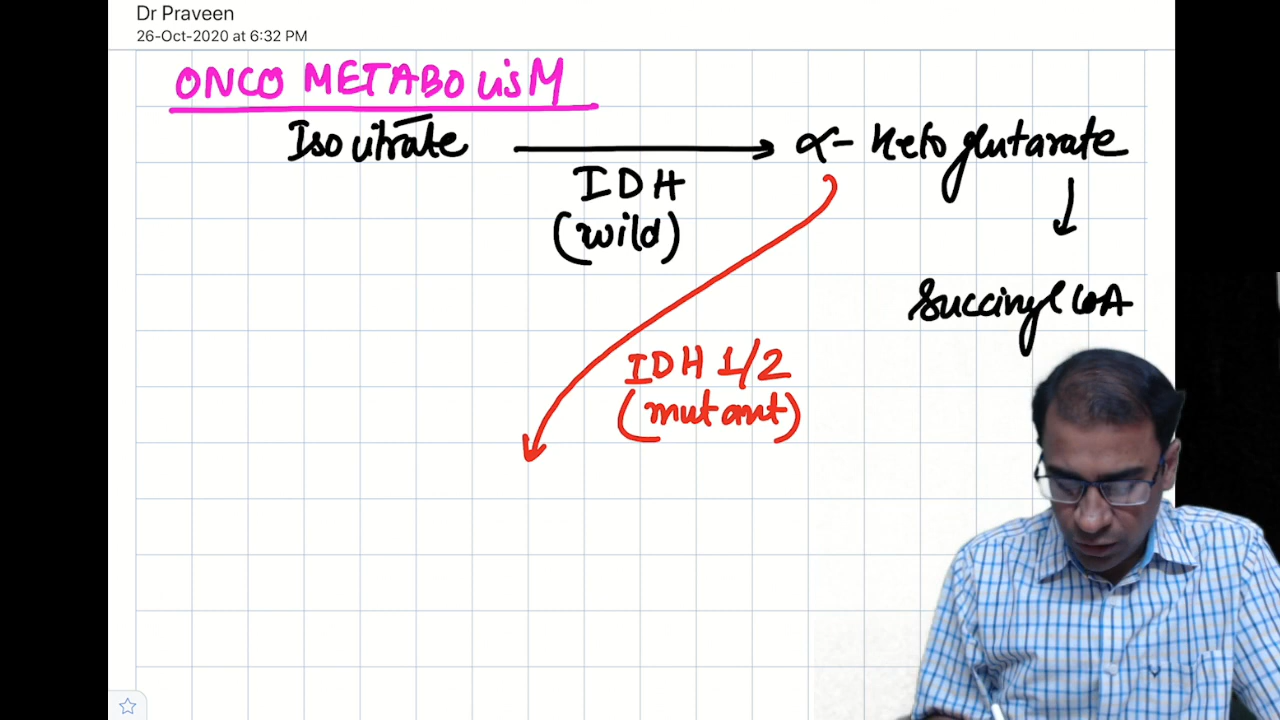 Dr Praveen
26-Oct-2020 at 6:32 PM
ONCO METABOLISM
Isocitrate → α- Ketoglutarate
IDH
(wild)
↓
Succinyl CoA
IDH 1/2
(mutant)